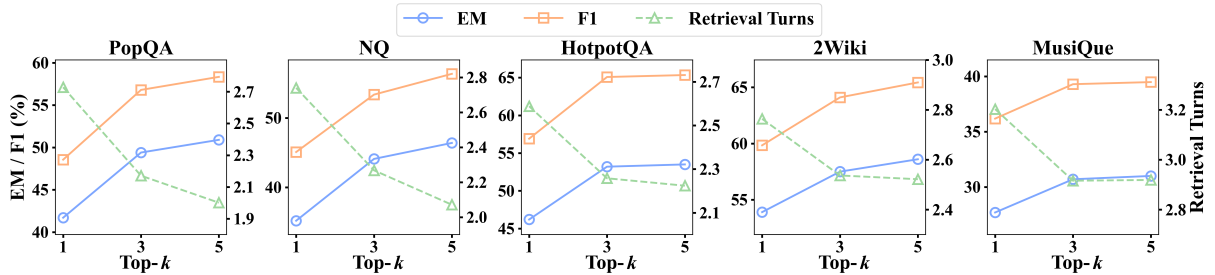 EM F1 Retrieval Turns
PopQA NQ HotpotQA 2Wiki MusiQue
EM / F1 (%)
60
55
50
45
40
2.7
2.5
2.3
2.1
1.9
1 3 5
Top-k
50
40
2.8
2.6
2.4
2.2
2.0
1 3 5
Top-k
65
60
55
50
45
2.7
2.5
2.3
2.1
1 3 5
Top-k
65
60
55
3.0
2.8
2.6
2.4
1 3 5
Top-k
40
35
30
3.2
3.0
2.8
1 3 5
Top-k
Retrieval Turns